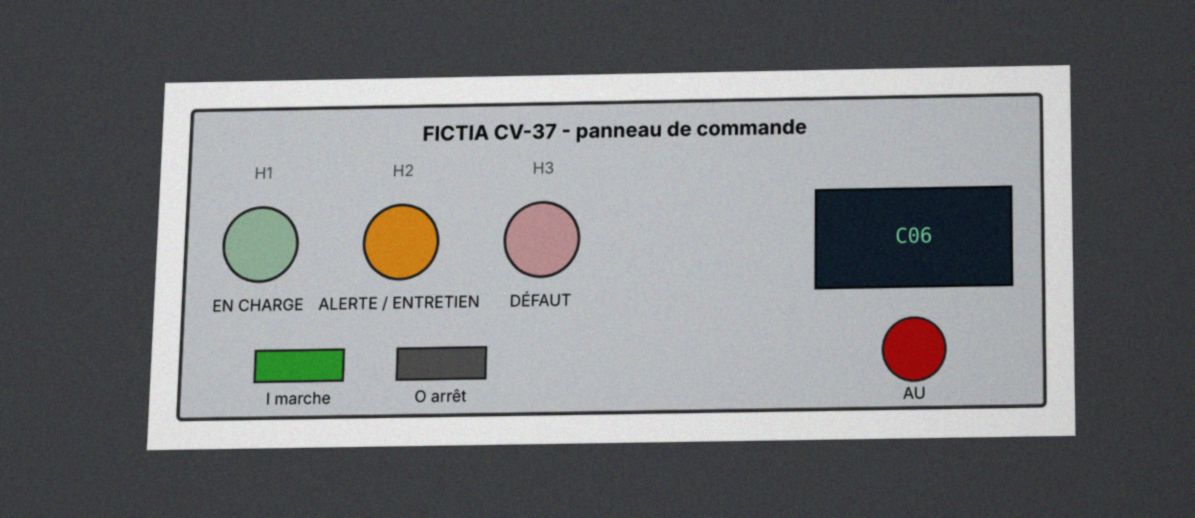 FICTIA CV-37 - panneau de commande
H1 H2 H3
C06
EN CHARGE ALERTE / ENTRETIEN DÉFAUT
I marche O arrêt
AU